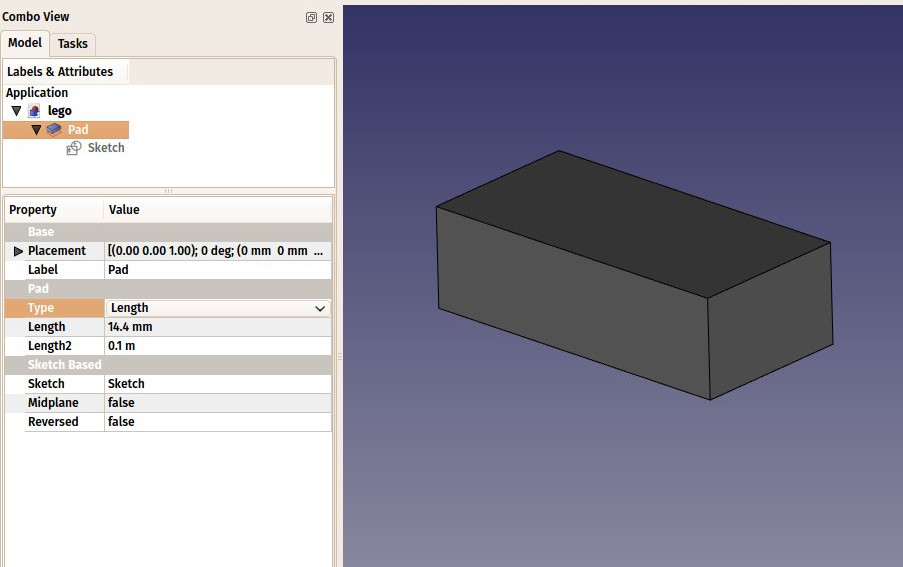 Combo View
Model Tasks
Labels & Attributes
Application
lego
Pad
Sketch
Property Value
Base
Placement [(0.00 0.00 1.00); 0 deg; (0 mm 0 mm ...
Label Pad
Pad
Type Length
Length 14.4 mm
Length2 0.1 m
Sketch Based
Sketch Sketch
Midplane false
Reversed false